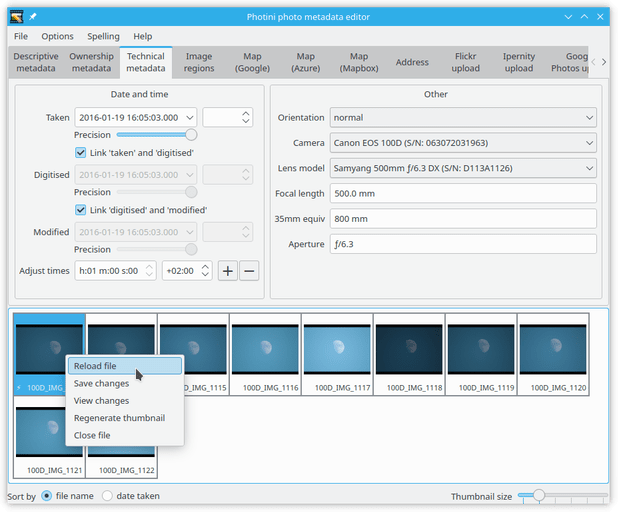 Photini photo metadata editor
File Options Spelling Help
Descriptive metadata
Ownership metadata
Technical metadata
Image regions
Map (Google)
Map (Azure)
Map (Mapbox)
Address
Flickr upload
Ipernity upload
Goog
Photos u
Date and time
Taken 2016-01-19 16:05:03.000
Precision
Link 'taken' and 'digitised'
Digitised 2016-01-19 16:05:03.000
Precision
Link 'digitised' and 'modified'
Modified 2016-01-19 16:05:03.000
Precision
Adjust times h:01 m:00 s:00 +02:00
Other
Orientation normal
Camera Canon EOS 100D (S/N: 063072031963)
Lens model Samyang 500mm ƒ/6.3 DX (S/N: D113A1126)
Focal length 500.0 mm
35mm equiv 800 mm
Aperture ƒ/6.3
100D_IMG_1115 100D_IMG_1116 100D_IMG_1117 100D_IMG_1118 100D_IMG_1119 100D_IMG_1120
Reload file
Save changes
View changes
Regenerate thumbnail
Close file
100D_IMG_1121 100D_IMG_1122
Sort by file name date taken Thumbnail size